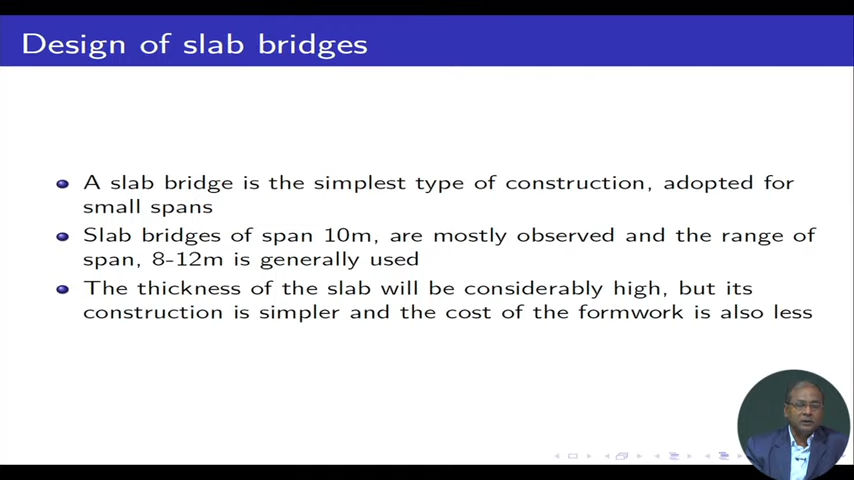 Design of slab bridges
A slab bridge is the simplest type of construction, adopted for
small spans
Slab bridges of span 10m, are mostly observed and the range of
span, 8-12m is generally used
The thickness of the slab will be considerably high, but its
construction is simpler and the cost of the formwork is also less